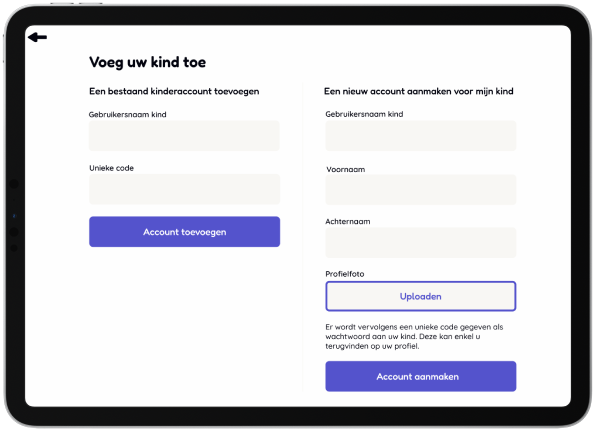 Voeg uw kind toe
Een bestaand kinderaccount toevoegen
Gebruikersnaam kind
Unieke code
Account toevoegen
Een nieuw account aanmaken voor mijn kind
Gebruikersnaam kind
Voornaam
Achternaam
Profielfoto
Uploaden
Er wordt vervolgens een unieke code gegeven als
wachtwoord aan uw kind. Deze kan enkel u
terugvinden op uw profiel.
Account aanmaken